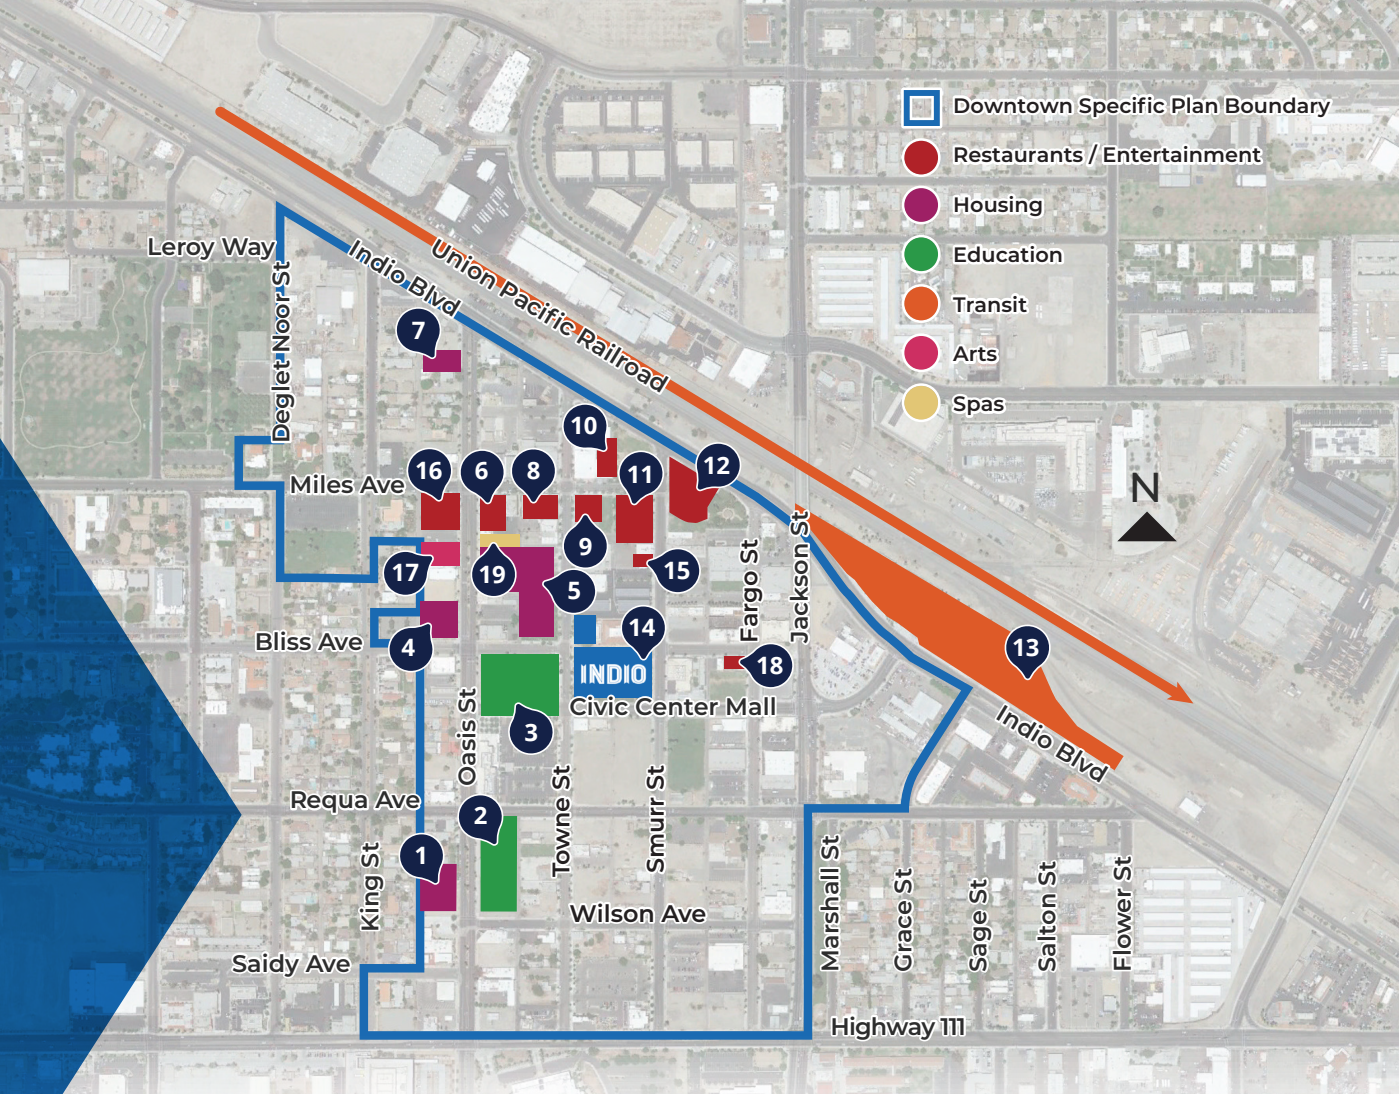 Downtown Specific Plan Boundary
Restaurants / Entertainment
Housing
Education
Transit
Arts
Spas
N
Leroy Way
Deglet Noor St
Indio Blvd
Union Pacific Railroad
7
10
16
6
8
11
12
Miles Ave
9
17
19
5
15
Fargo St
Jackson St
Bliss Ave
4
14
18
13
INDIO
Civic Center Mall
3
Oasis St
Indio Blvd
Requa Ave
2
Towne St
Smurr St
1
King St
Wilson Ave
Marshall St
Grace St
Sage St
Salton St
Flower St
Saidy Ave
Highway 111